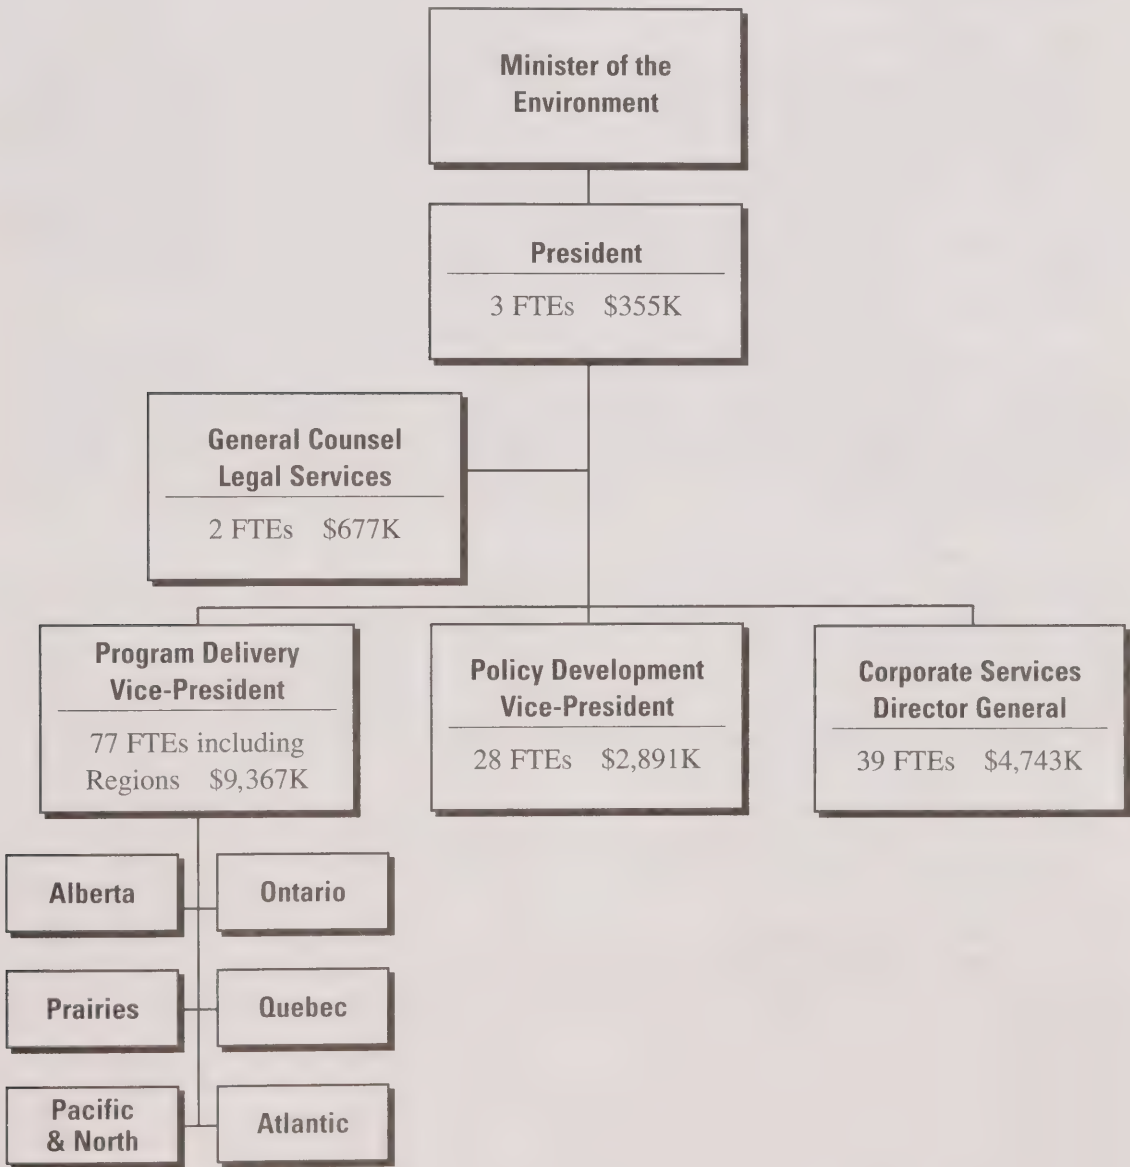 Minister of the
Environment
President
3 FTEs $355K
General Counsel
Legal Services
2 FTEs $677K
Program Delivery
Vice-President
77 FTEs including
Regions $9,367K
Policy Development
Vice-President
28 FTEs $2,891K
Corporate Services
Director General
39 FTEs $4,743K
Alberta
Ontario
Prairies
Quebec
Pacific
& North
Atlantic